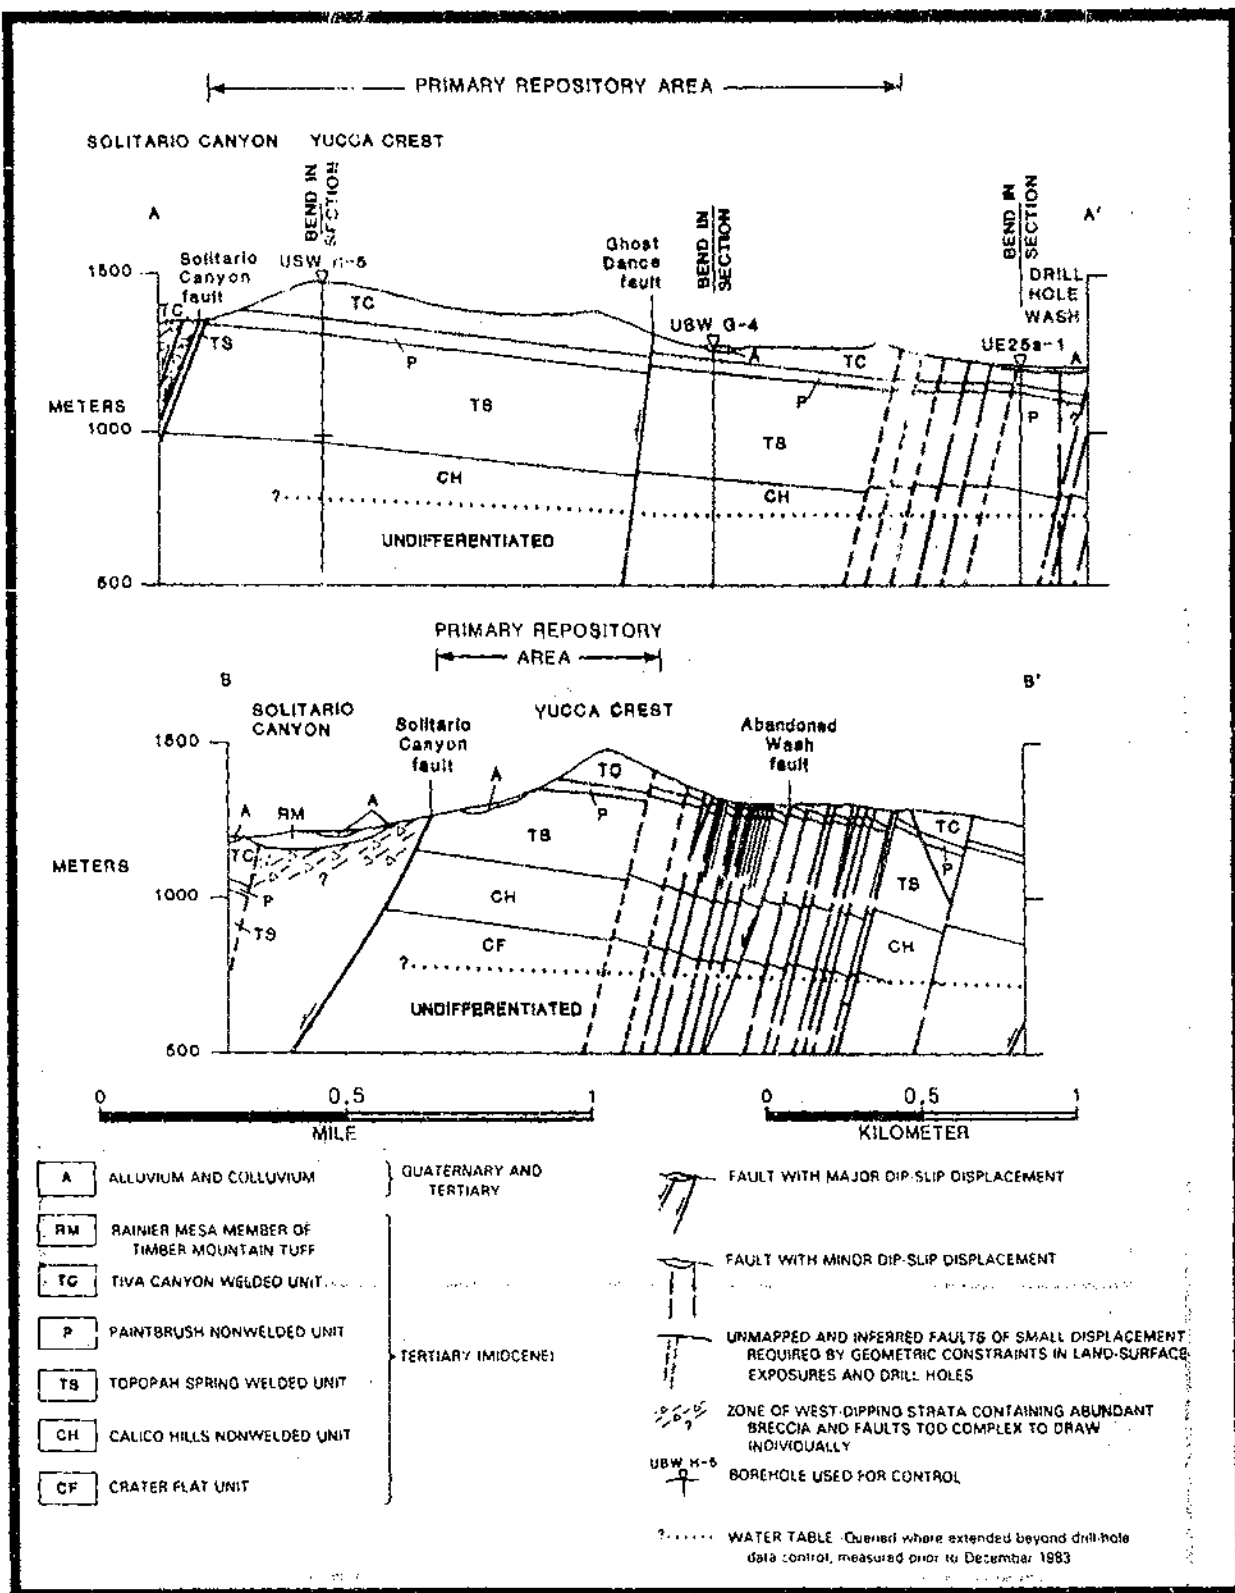 PRIMARY REPOSITORY AREA
SOLITARIO CANYON YUCCA CREST
BEND IN
SECTION
A
BEND IN
SECTION
BEND IN
SECTION
A'
Solitario
Canyon
fault
USW
Ghost
Dance
fault
DRILL
HOLE
WASH
1500
TC
TC
USW G-4
UE25a-1
TS
P
A
TC
A
METERS
TS
P
P
?
1000
TS
CH
CH
?
UNDIFFERENTIATED
500
PRIMARY REPOSITORY
AREA
B
B'
SOLITARIO
CANYON
Solitario
Canyon
fault
YUCCA CREST
Abandoned
Wash
fault
1500
A
TC
A
RM
A
P
TC
TC
TS
P
METERS
?
TS
1000
P
CH
TS
CF
CH
?
UNDIFFERENTIATED
500
0 0.5 1
MILE
0 0.5 1
KILOMETER
A ALLUVIUM AND COLLUVIUM
QUATERNARY AND
TERTIARY
RM RAINIER MESA MEMBER OF
TIMBER MOUNTAIN TUFF
TC TIVA CANYON WELDED UNIT
P PAINTBRUSH NONWELDED UNIT
TERTIARY (MIOCENE)
TS TOPOPAH SPRING WELDED UNIT
CH CALICO HILLS NONWELDED UNIT
CF CRATER FLAT UNIT
FAULT WITH MAJOR DIP-SLIP DISPLACEMENT
FAULT WITH MINOR DIP-SLIP DISPLACEMENT
UNMAPPED AND INFERRED FAULTS OF SMALL DISPLACEMENT
REQUIRED BY GEOMETRIC CONSTRAINTS IN LAND-SURFACE
EXPOSURES AND DRILL HOLES
?
ZONE OF WEST-DIPPING STRATA CONTAINING ABUNDANT
BRECCIA AND FAULTS TOO COMPLEX TO DRAW
INDIVIDUALLY
USW H-5
BOREHOLE USED FOR CONTROL
?...... WATER TABLE - Queried where extended beyond drill-hole
data control, measured prior to December 1983